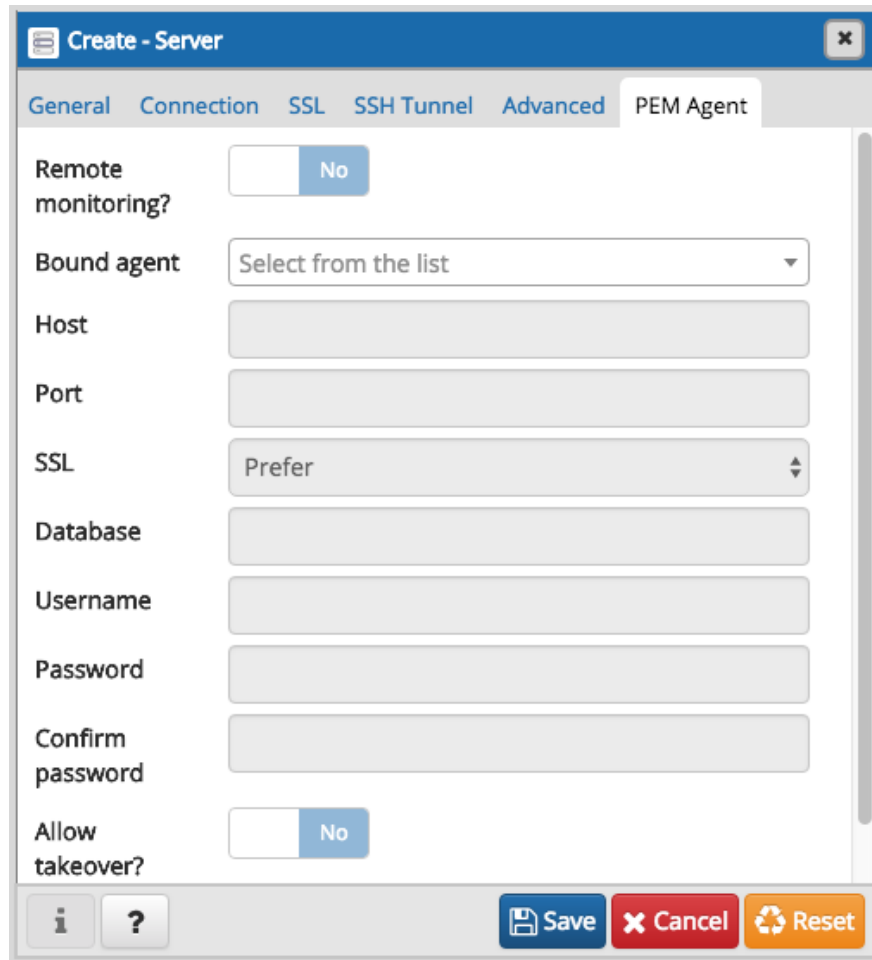 Create - Server
General Connection SSL SSH Tunnel Advanced PEM Agent
Remote monitoring?
No
Bound agent
Select from the list
Host
Port
SSL
Prefer
Database
Username
Password
Confirm password
Allow takeover?
No
i ? Save Cancel Reset